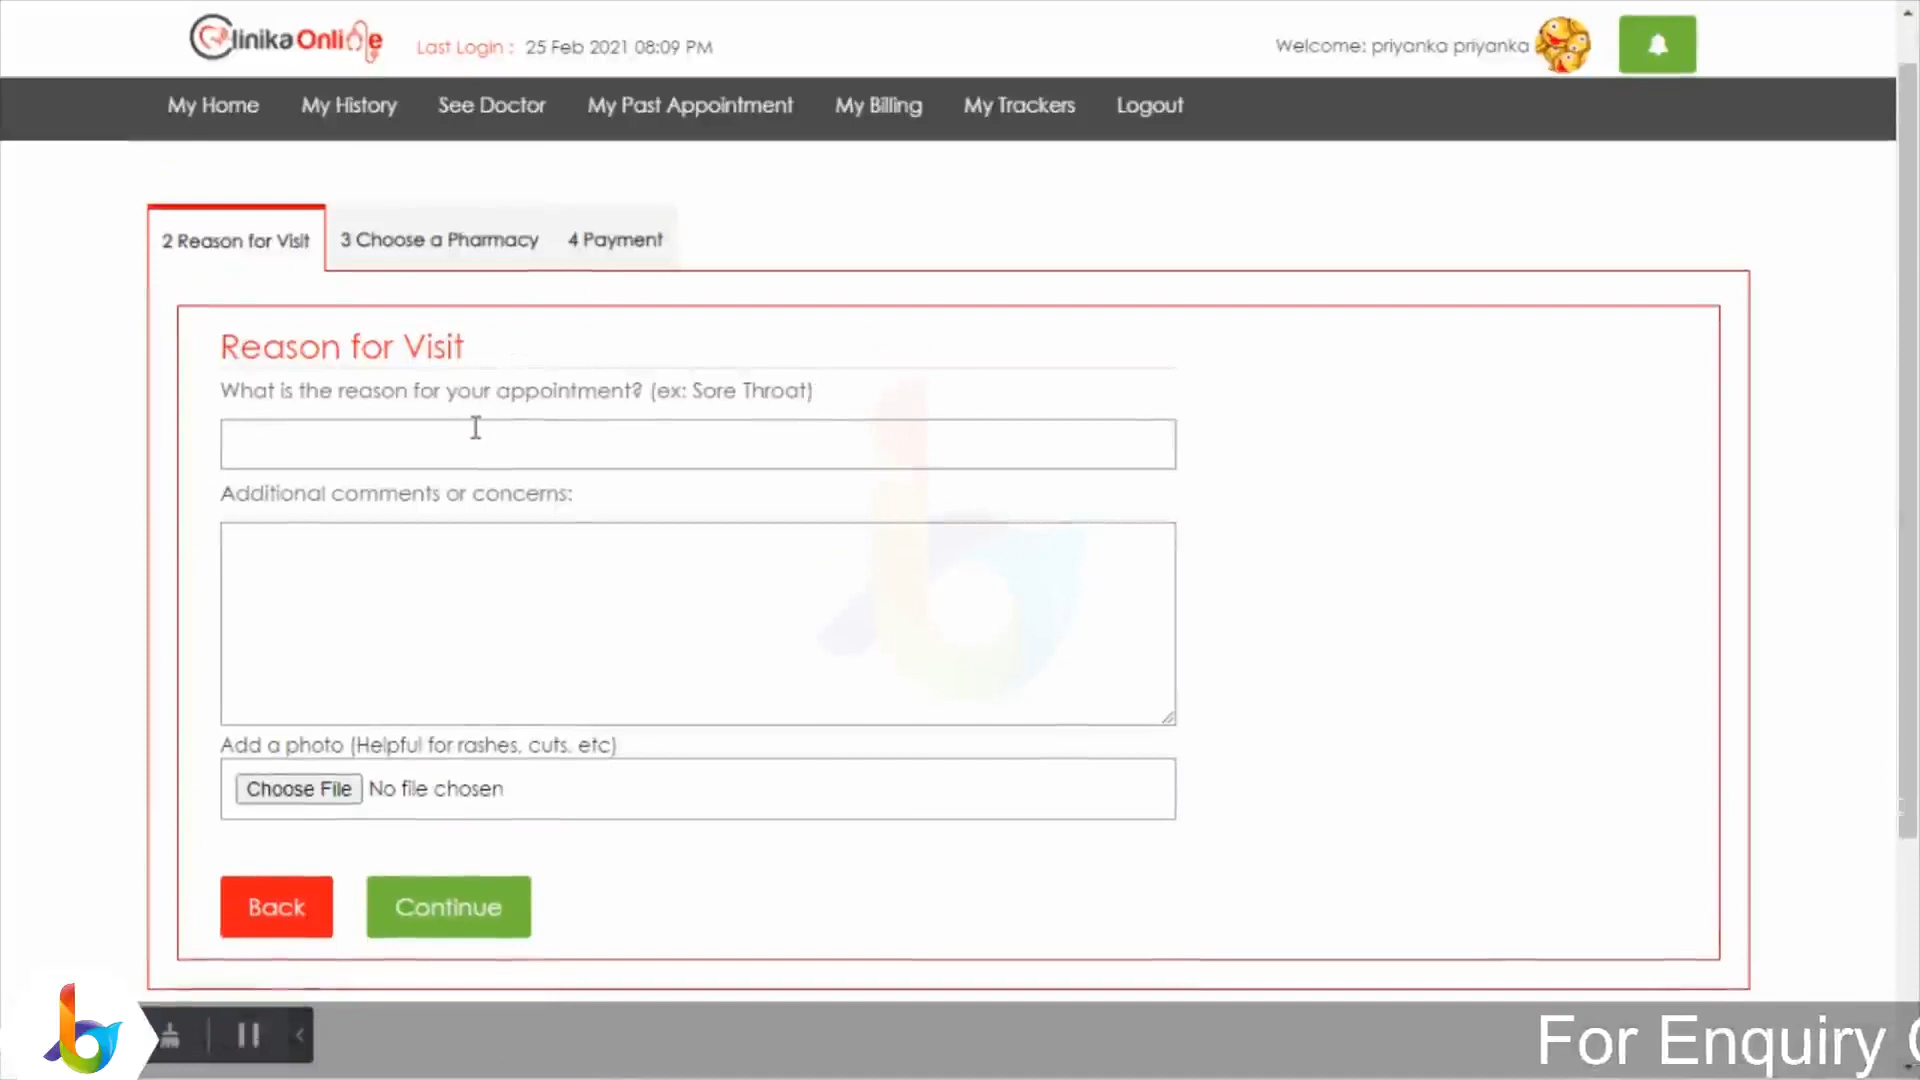 Clinika Online
Last Login : 25 Feb 2021 08:09 PM
Welcome: priyanka priyanka
My Home My History See Doctor My Past Appointment My Billing My Trackers Logout
2 Reason for Visit 3 Choose a Pharmacy 4 Payment
Reason for Visit
What is the reason for your appointment? (ex: Sore Throat)
Additional comments or concerns:
Add a photo (Helpful for rashes, cuts, etc)
Choose File No file chosen
Back Continue
For Enquiry